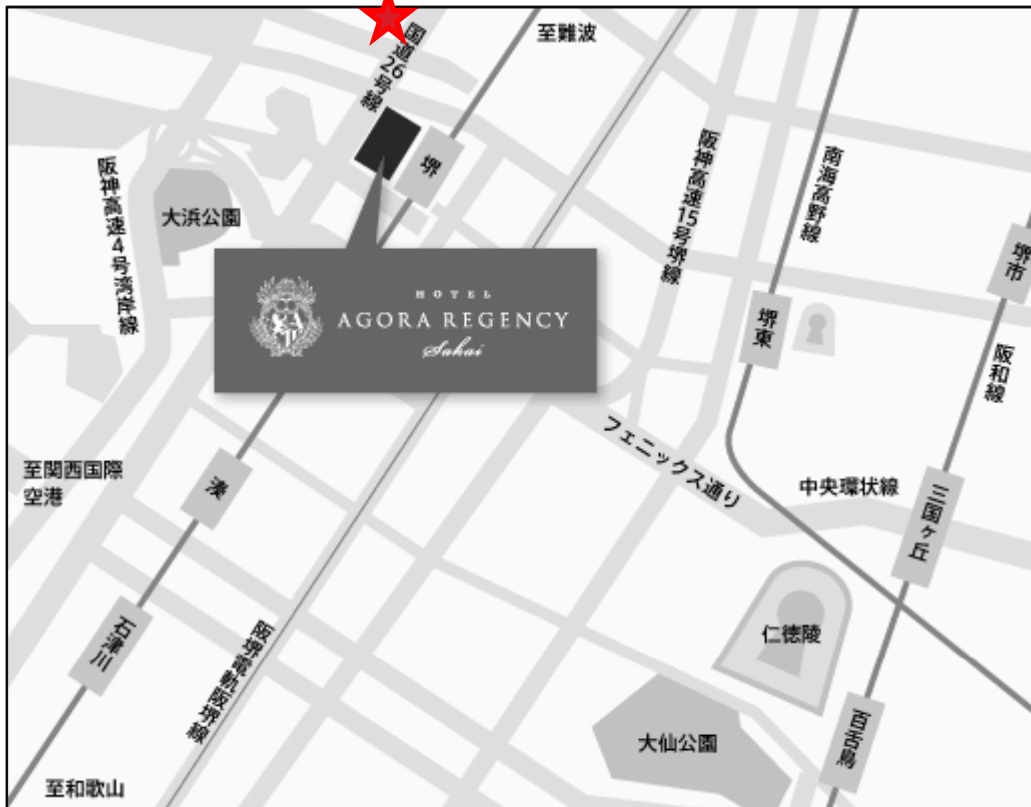 国道26号線
至難波
堺
阪神高速15号堺線
南海高野線
阪神高速4号湾岸線
大浜公園
堺市
HOTEL
AGORA REGENCY
Sakai
堺東
阪和線
フェニックス通り
至関西国際
空港
湊
中央環状線
三国ヶ丘
石津川
阪堺電軌阪堺線
仁徳陵
百舌鳥
大仙公園
至和歌山